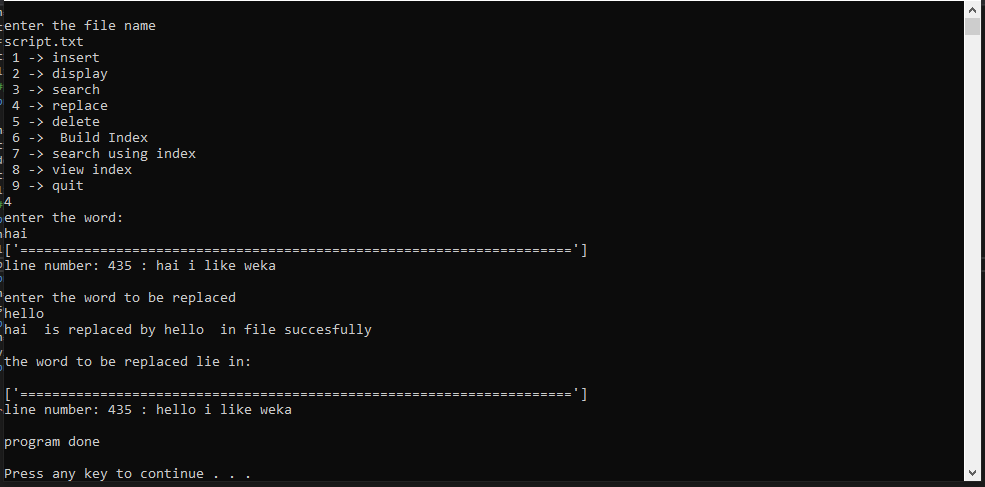 enter the file name
script.txt
 1 -> insert
 2 -> display
 3 -> search
 4 -> replace
 5 -> delete
 6 ->  Build Index
 7 -> search using index
 8 -> view index
 9 -> quit
4
enter the word:
hai
['=====================================================================']
line number: 435 : hai i like weka
enter the word to be replaced
hello
hai  is replaced by hello  in file succesfully
the word to be replaced lie in:
['=====================================================================']
line number: 435 : hello i like weka
program done
Press any key to continue . . .